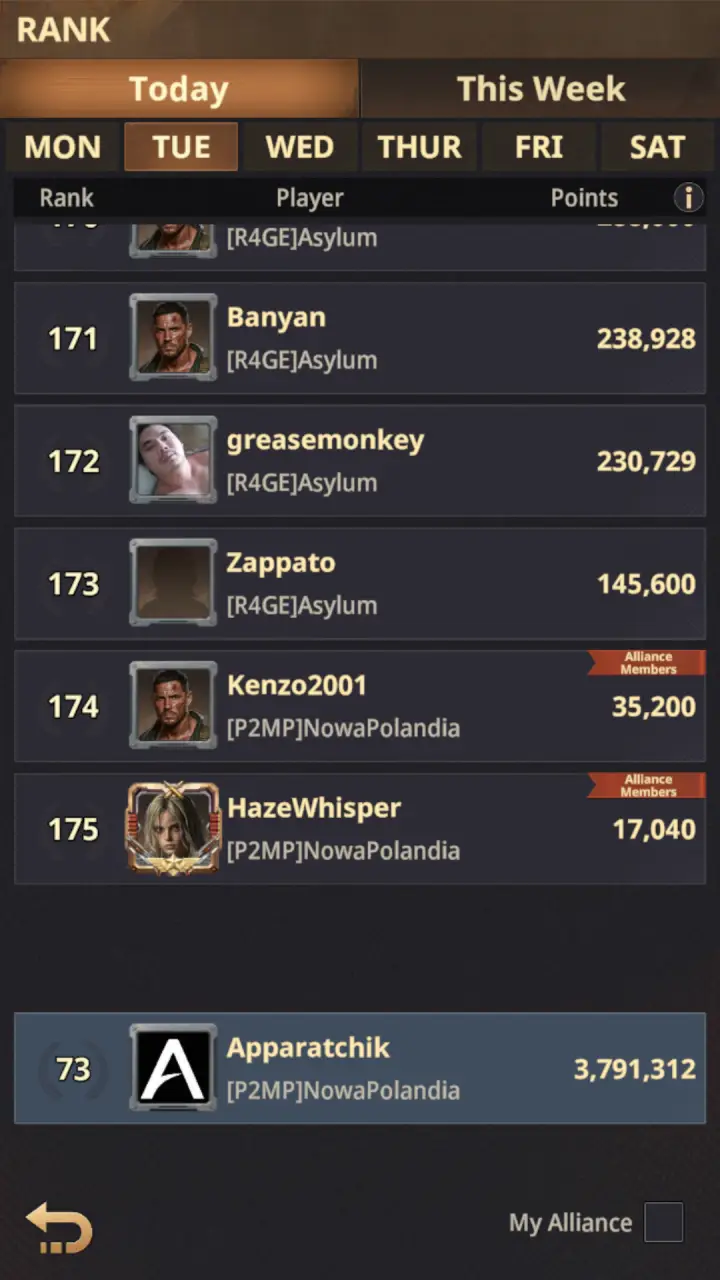 RANK
Today
This Week
MON
TUE
WED
THUR
FRI
SAT
Rank
Player
Points
[R4GE]Asylum
171
Banyan
[R4GE]Asylum
238,928
172
greasemonkey
[R4GE]Asylum
230,729
173
Zappato
[R4GE]Asylum
145,600
174
Kenzo2001
[P2MP]NowaPolandia
Alliance
Members
35,200
175
HazeWhisper
[P2MP]NowaPolandia
Alliance
Members
17,040
73
Apparatchik
[P2MP]NowaPolandia
3,791,312
My Alliance